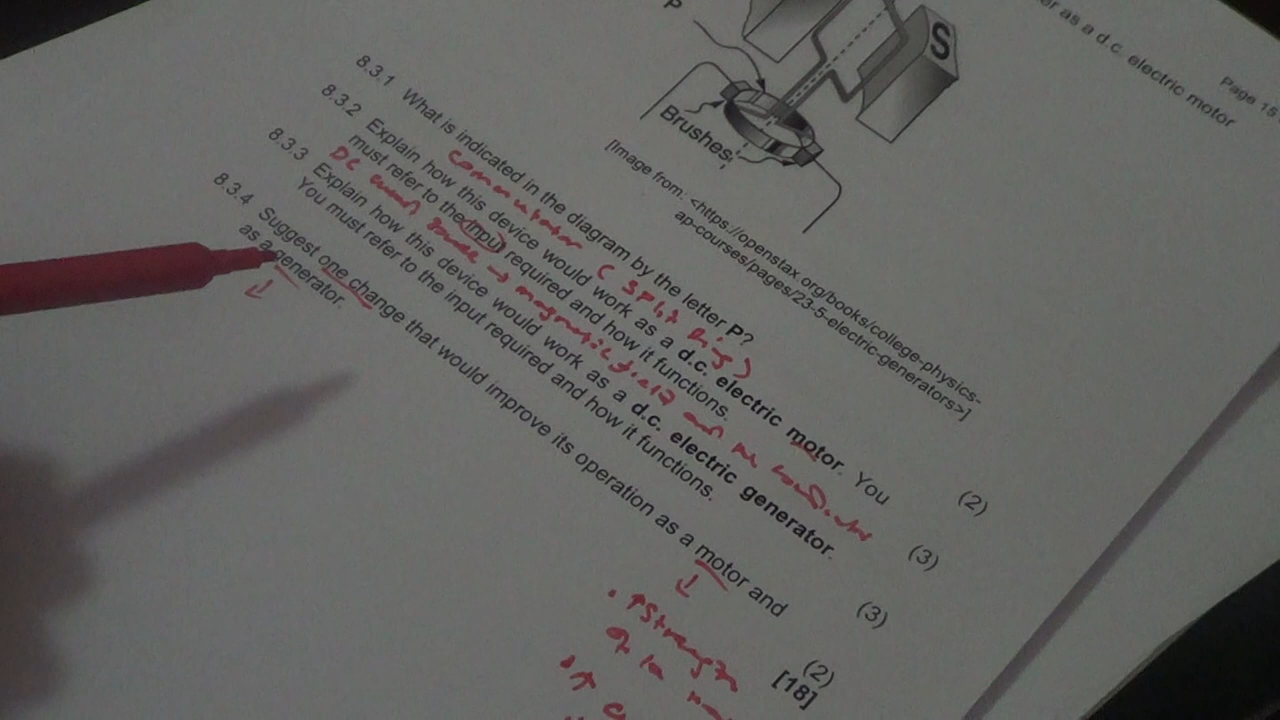 or as a d c. electric motor
Page 15
P
S
Brushes
[Image from: <https://openstax.org/books/college-physics-
ap-courses/pages/23-5-electric-generators>]
8.3.1 What is indicated in the diagram by the letter P?
(2)
Commutator (Split Ring)
8.3.2 Explain how this device would work as a d.c. electric motor. You
must refer to the input required and how it functions.
(3)
DC → magnetic field
8.3.3 Explain how this device would work as a d.c. electric generator.
You must refer to the input required and how it functions.
(3)
8.3.4 Suggest one change that would improve its operation as a motor and
as a generator.
(2)
[18]
↓
↓
• ↑ Strength
• ↑